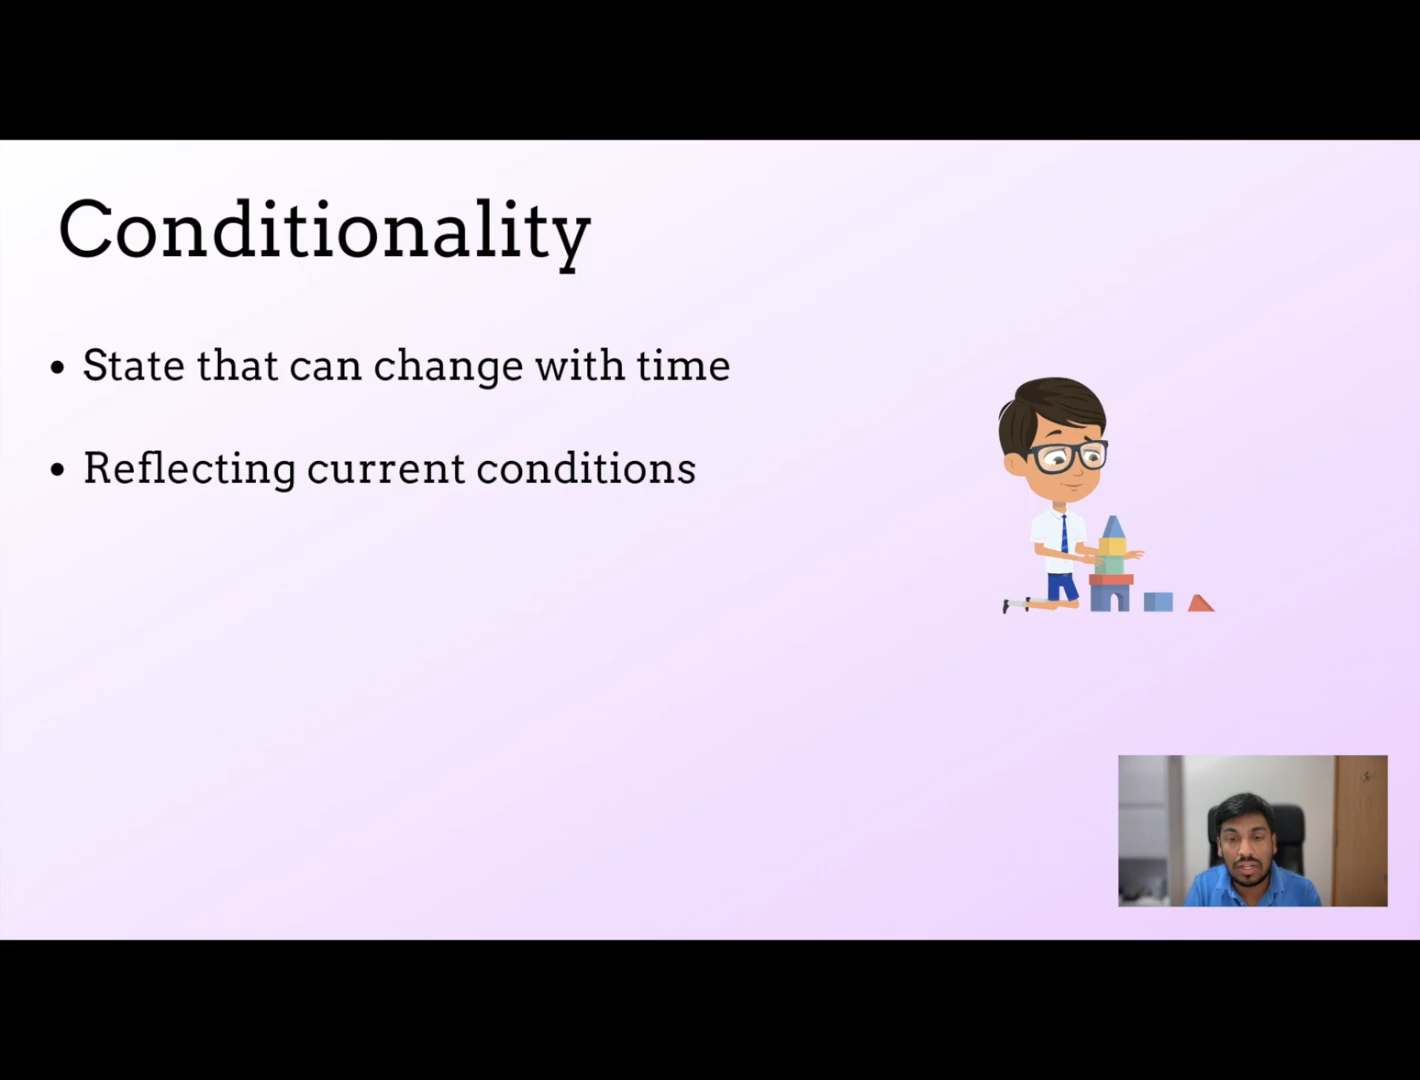 Conditionality
• State that can change with time
• Reflecting current conditions